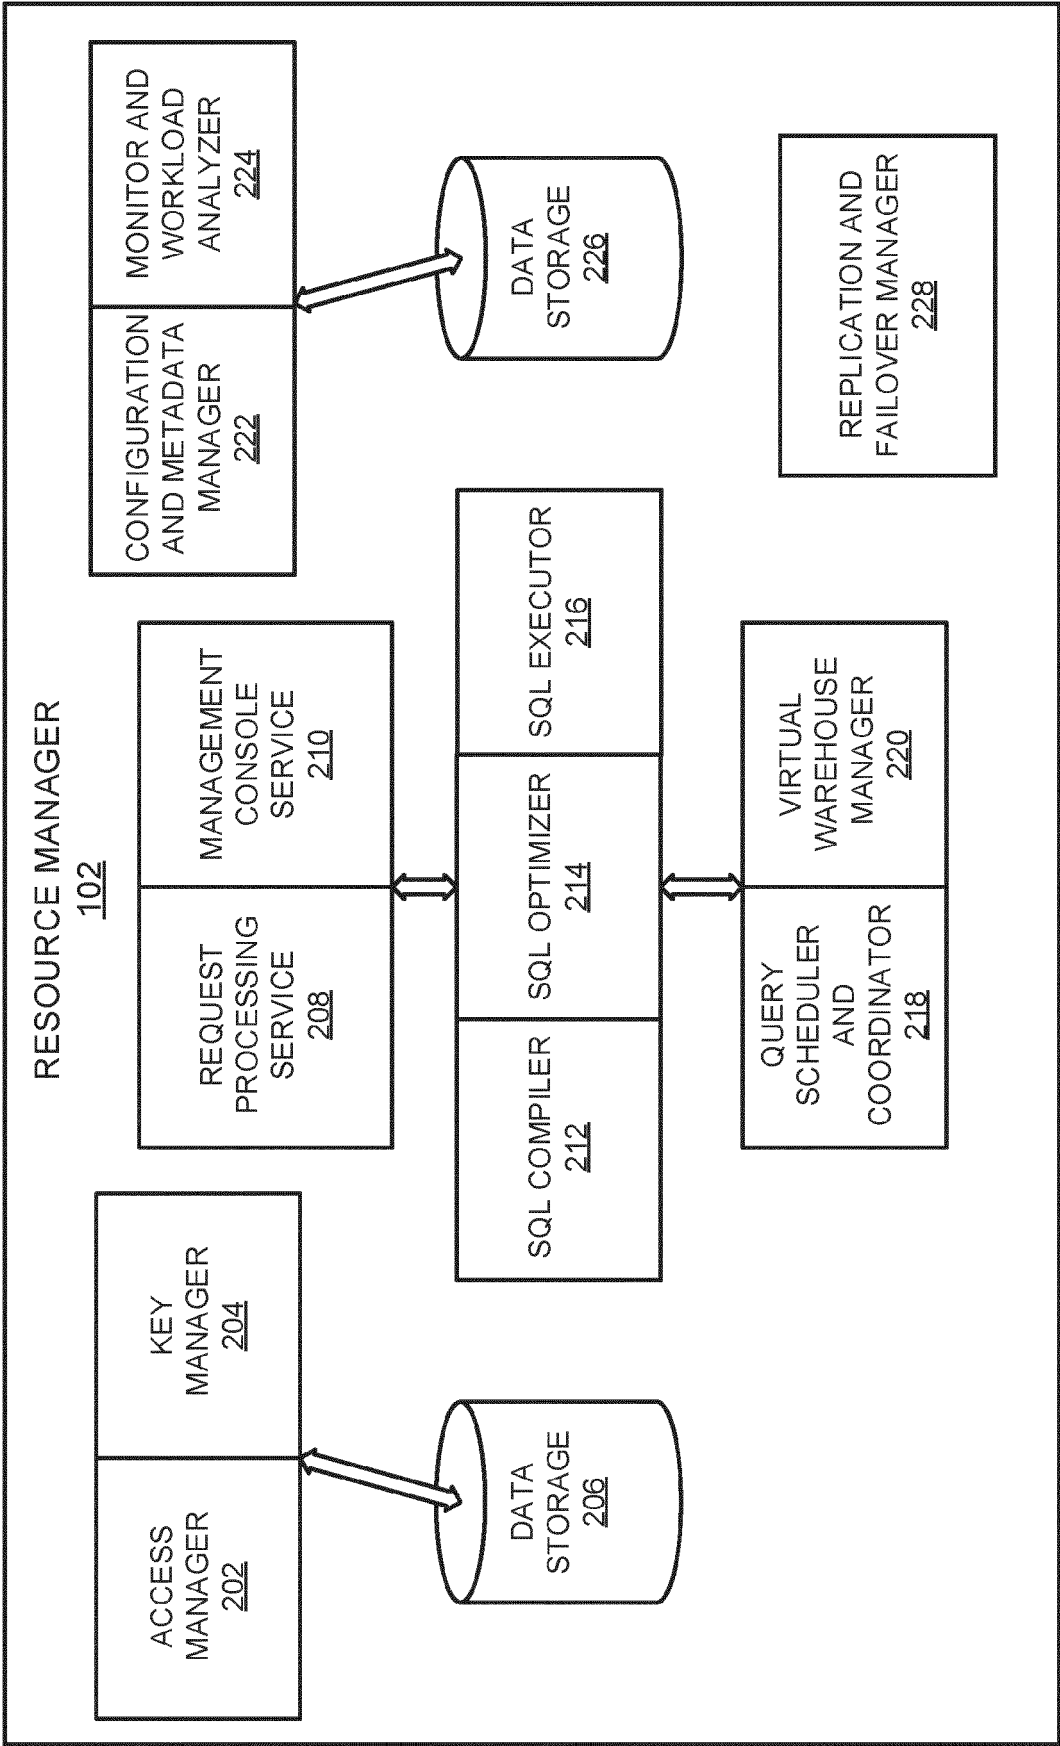 RESOURCE MANAGER
102
ACCESS
MANAGER
202
KEY
MANAGER
204
REQUEST
PROCESSING
SERVICE
208
MANAGEMENT
CONSOLE
SERVICE
210
CONFIGURATION
AND METADATA
MANAGER
222
MONITOR AND
WORKLOAD
ANALYZER
224
DATA
STORAGE
206
SQL COMPILER
212
SQL OPTIMIZER
214
SQL EXECUTOR
216
DATA
STORAGE
226
QUERY
SCHEDULER
AND
COORDINATOR
218
VIRTUAL
WAREHOUSE
MANAGER
220
REPLICATION AND
FAILOVER MANAGER
228